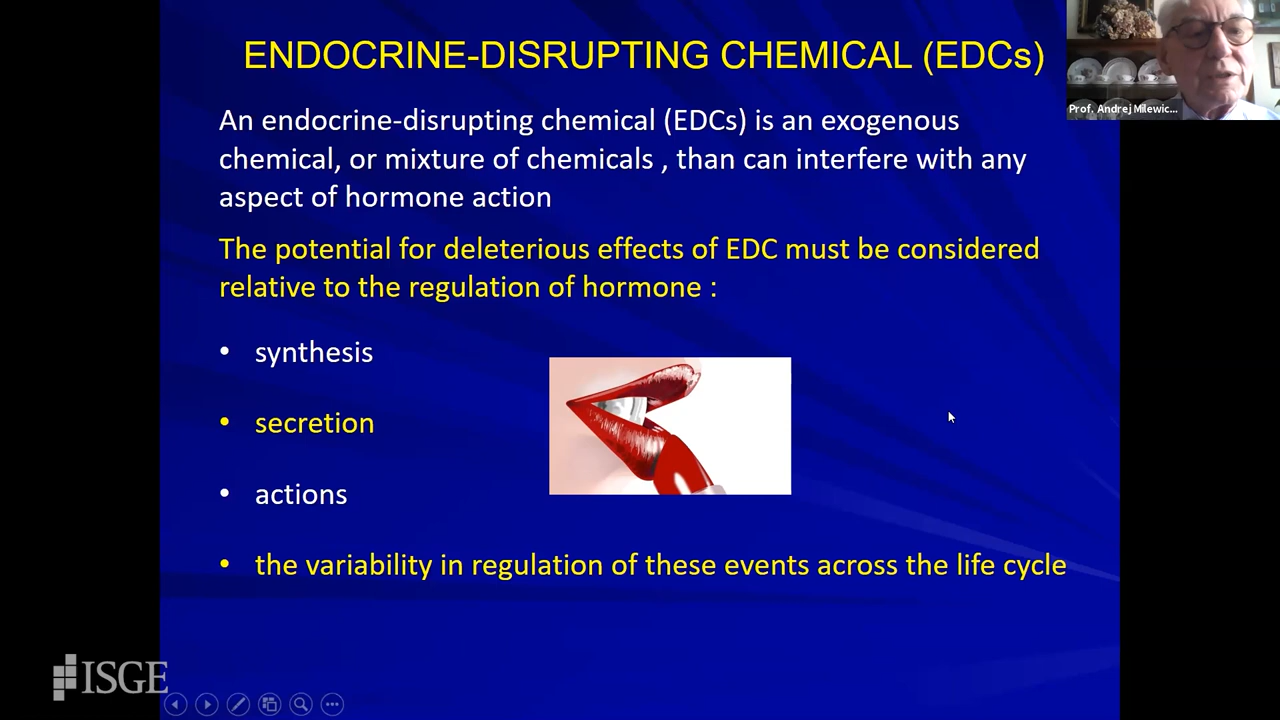 ENDOCRINE-DISRUPTING CHEMICAL (EDCs)
Prof. Andrej Milewic...
An endocrine-disrupting chemical (EDCs) is an exogenous
chemical, or mixture of chemicals , than can interfere with any
aspect of hormone action
The potential for deleterious effects of EDC must be considered
relative to the regulation of hormone :
• synthesis
• secretion
• actions
• the variability in regulation of these events across the life cycle
ISGE